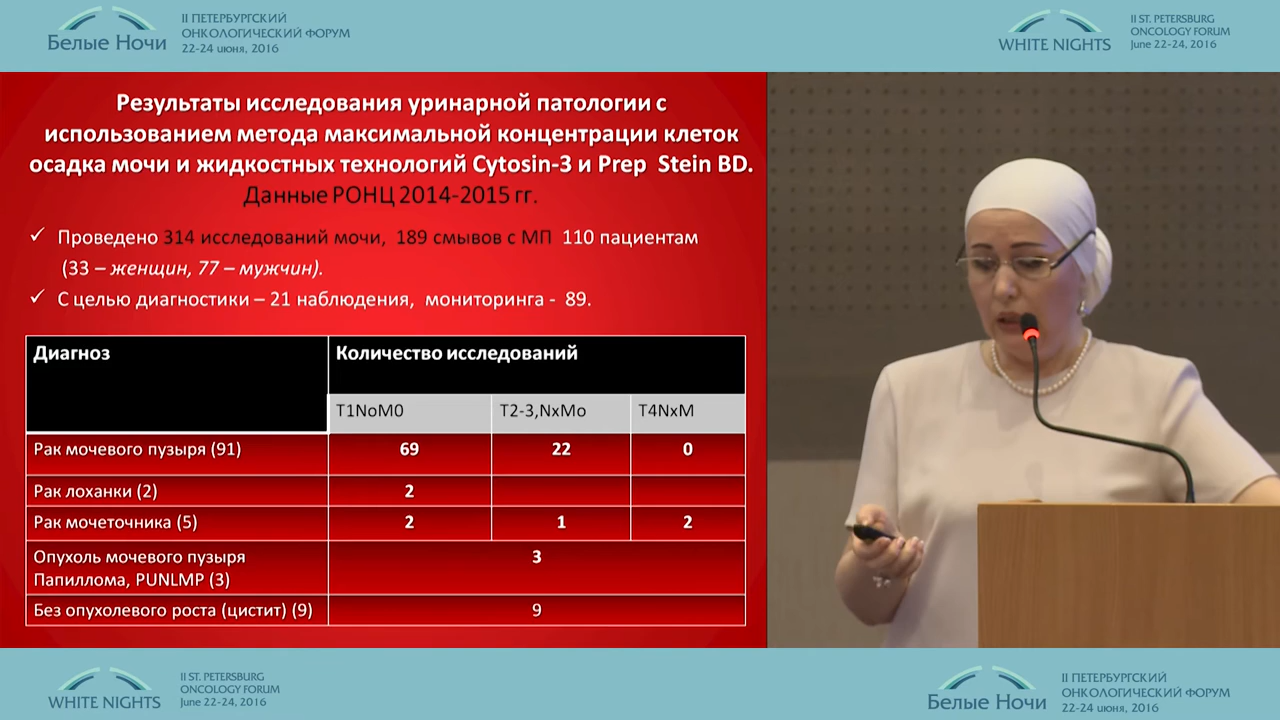 Белые Ночи
II ПЕТЕРБУРГСКИЙ
ОНКОЛОГИЧЕСКИЙ ФОРУМ
22-24 июня, 2016
WHITE NIGHTS
II ST. PETERSBURG
ONCOLOGY FORUM
June 22-24, 2016
Результаты исследования уринарной патологии с
использованием метода максимальной концентрации клеток
осадка мочи и жидкостных технологий Cytosin-3 и Prep Stein BD.
Данные РОНЦ 2014-2015 гг.
✓ Проведено 314 исследований мочи, 189 смывов с МП 110 пациентам
(33 – женщин, 77 – мужчин).
✓ С целью диагностики – 21 наблюдения, мониторинга - 89.
Диагноз Количество исследований
T1NoM0 T2-3,NxMo T4NxM
Рак мочевого пузыря (91) 69 22 0
Рак лоханки (2) 2
Рак мочеточника (5) 2 1 2
Опухоль мочевого пузыря
Папиллома, PUNLMP (3) 3
Без опухолевого роста (цистит) (9) 9
WHITE NIGHTS
II ST. PETERSBURG
ONCOLOGY FORUM
June 22-24, 2016
Белые Ночи
II ПЕТЕРБУРГСКИЙ
ОНКОЛОГИЧЕСКИЙ ФОРУМ
22-24 июня, 2016